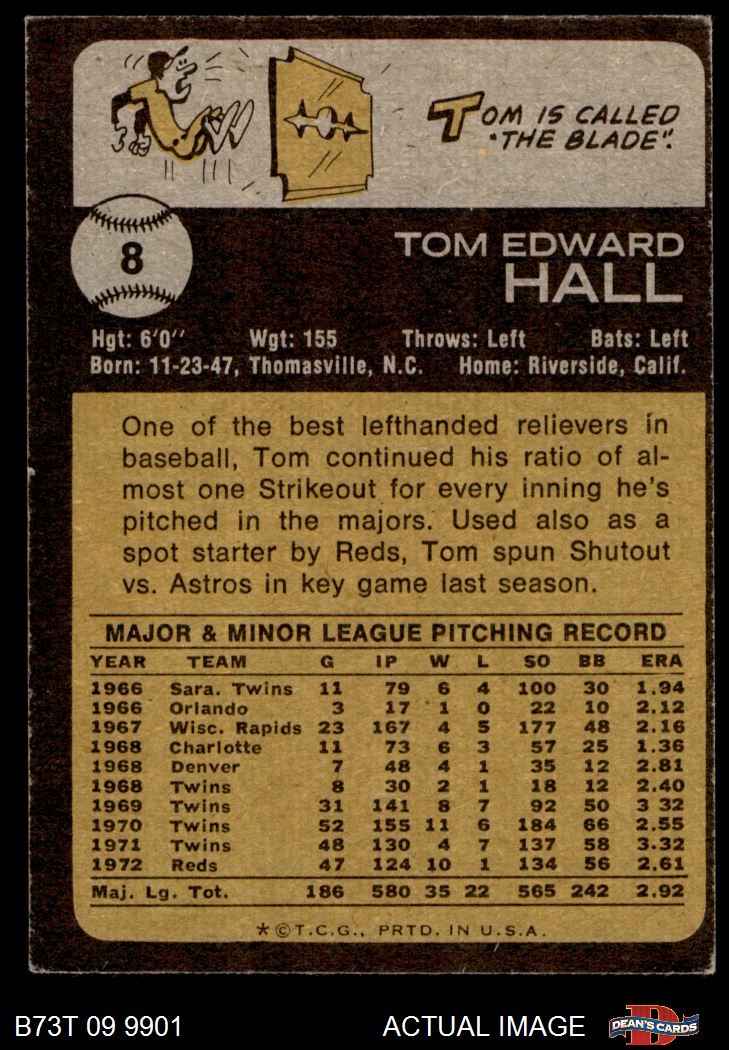 TOM IS CALLED
"THE BLADE".
8
TOM EDWARD
HALL
Hgt: 6'0" Wgt: 155 Throws: Left Bats: Left
Born: 11-23-47, Thomasville, N.C. Home: Riverside, Calif.
One of the best lefthanded relievers in
baseball, Tom continued his ratio of al-
most one Strikeout for every inning he's
pitched in the majors. Used also as a
spot starter by Reds, Tom spun Shutout
vs. Astros in key game last season.
MAJOR & MINOR LEAGUE PITCHING RECORD
YEAR TEAM G IP W L SO BB ERA
1966 Sara. Twins 11 79 6 4 100 30 1.94
1966 Orlando 3 17 1 0 22 10 2.12
1967 Wisc. Rapids 23 167 4 5 177 48 2.16
1968 Charlotte 11 73 6 3 57 25 1.36
1968 Denver 7 48 4 1 35 12 2.81
1968 Twins 8 30 2 1 18 12 2.40
1969 Twins 31 141 8 7 92 50 3 32
1970 Twins 52 155 11 6 184 66 2.55
1971 Twins 48 130 4 7 137 58 3.32
1972 Reds 47 124 10 1 134 56 2.61
Maj. Lg. Tot. 186 580 35 22 565 242 2.92
*©T.C.G., PRTD. IN U.S.A.
B73T 09 9901 ACTUAL IMAGE DEAN'S CARDS